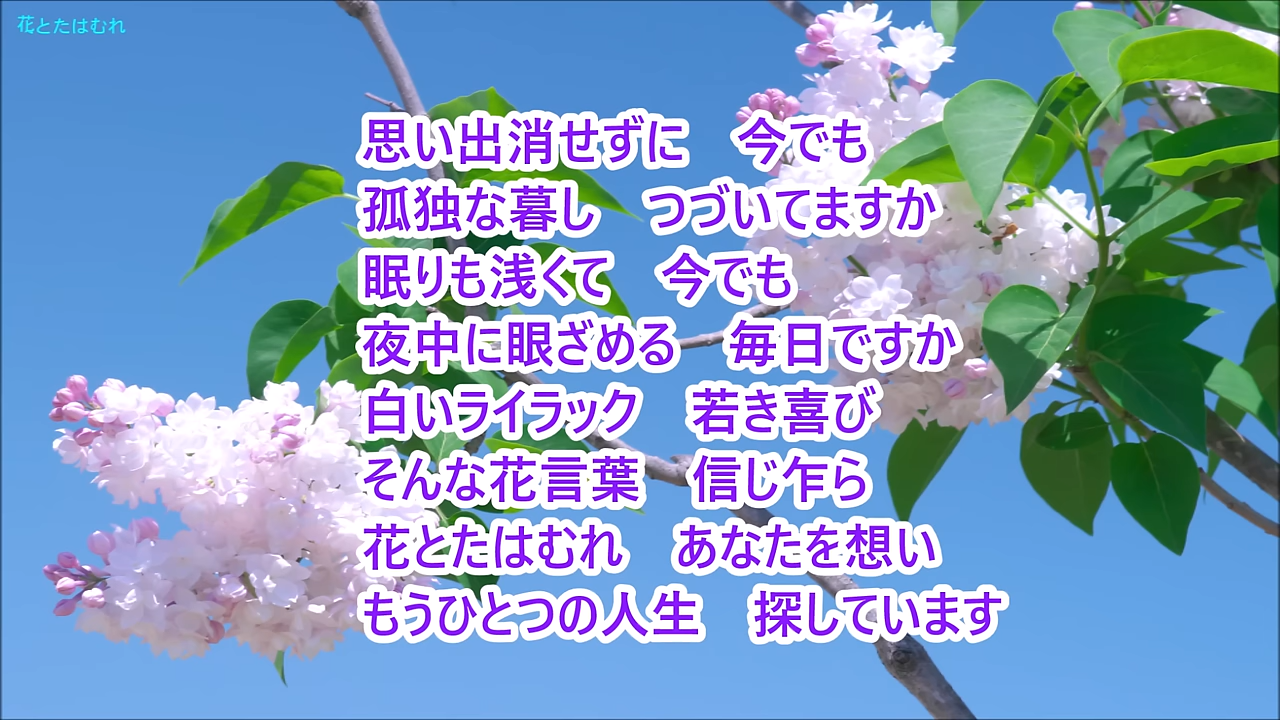 花とたはむれ
思い出消せずに　今でも
孤独な暮し　つづいてますか
眠りも浅くて　今でも
夜中に眼ざめる　毎日ですか
白いライラック　若き喜び
そんな花言葉　信じ乍ら
花とたはむれ　あなたを想い
もうひとつの人生　探しています